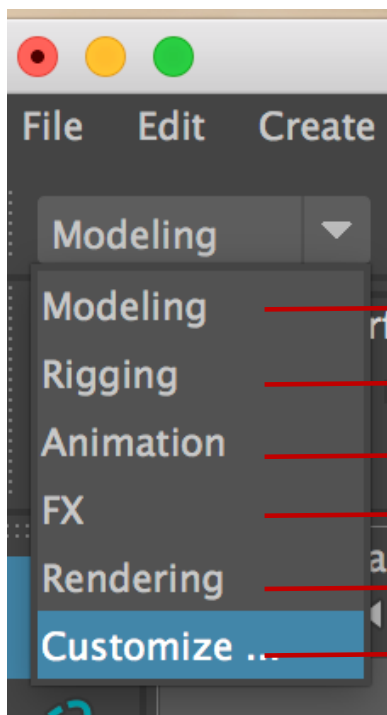 File Edit Create
Modeling
Modeling
Rigging
Animation
FX
Rendering
Customize ...